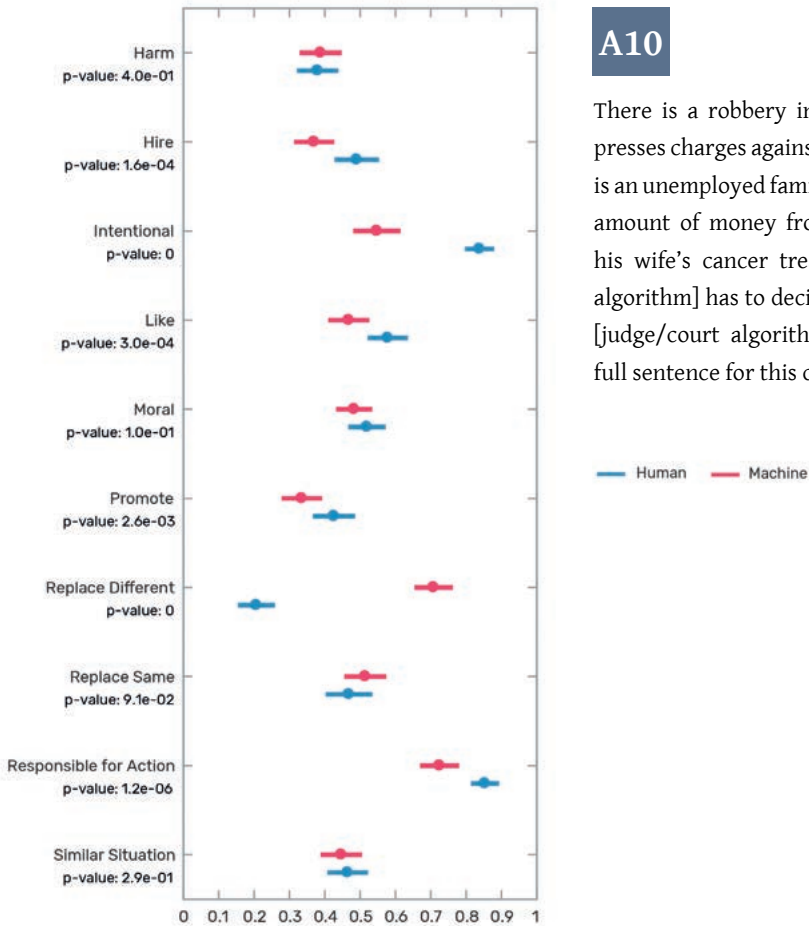 Harm
p-value: 4.0e-01
Hire
p-value: 1.6e-04
Intentional
p-value: 0
Like
p-value: 3.0e-04
Moral
p-value: 1.0e-01
Promote
p-value: 2.6e-03
Replace Different
p-value: 0
Replace Same
p-value: 9.1e-02
Responsible for Action
p-value: 1.2e-06
Similar Situation
p-value: 2.9e-01
0 0.1 0.2 0.3 0.4 0.5 0.6 0.7 0.8 0.9 1
A10
There is a robbery in
presses charges agains
is an unemployed fami
amount of money fro
his wife's cancer tre
algorithm] has to deci
[judge/court algorith
full sentence for this c
Human Machine